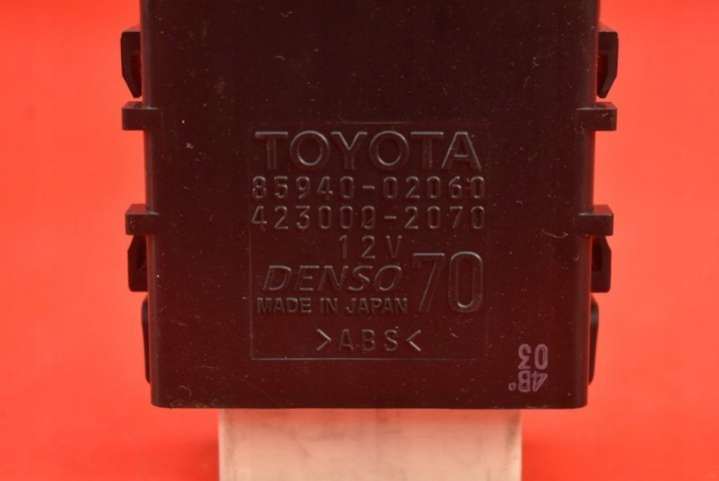 TOYOTA
85940-02060
423000-2070
12V
DENSO 70
MADE IN JAPAN
>ABS<
4B°
03